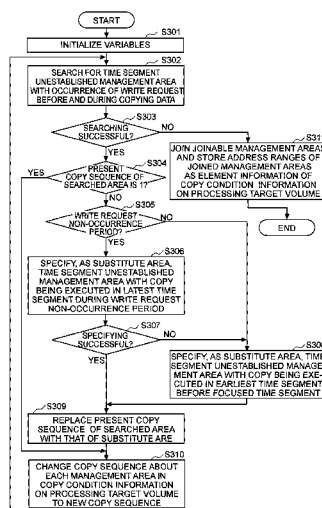 START
S301
INITIALIZE VARIABLES
S302
SEARCH FOR TIME SEGMENT
UNESTABLISHED MANAGEMENT AREA
WITH OCCURRENCE OF WRITE REQUEST
BEFORE AND DURING COPYING DATA
S303
SEARCHING
SUCCESSFUL?
NO
YES
S304
PRESENT
COPY SEQUENCE OF
SEARCHED AREA IS 1?
YES
NO
S31
JOIN JOINABLE MANAGEMENT AREAS
AND STORE ADDRESS RANGES OF
JOINED MANAGEMENT AREAS
AS ELEMENT INFORMATION OF
COPY CONDITION INFORMATION
ON PROCESSING TARGET VOLUME
END
S305
WRITE REQUEST
NON-OCCURRENCE
PERIOD?
NO
YES
S306
SPECIFY, AS SUBSTITUTE AREA,
TIME SEGMENT UNESTABLISHED
MANAGEMENT AREA WITH COPY
BEING EXECUTED IN LATEST TIME
SEGMENT DURING WRITE REQUEST
NON-OCCURRENCE PERIOD
S307
SPECIFYING
SUCCESSFUL?
NO
YES
S30
SPECIFY, AS SUBSTITUTE AREA, TIME
SEGMENT UNESTABLISHED MANAGE-
MENT AREA WITH COPY BEING EXE-
CUTED IN EARLIEST TIME SEGMENT
BEFORE FOCUSED TIME SEGMENT
S309
REPLACE PRESENT COPY
SEQUENCE OF SEARCHED AREA
WITH THAT OF SUBSTITUTE ARE
S310
CHANGE COPY SEQUENCE ABOUT
EACH MANAGEMENT AREA IN
COPY CONDITION INFORMATION
ON PROCESSING TARGET VOLUME
TO NEW COPY SEQUENCE